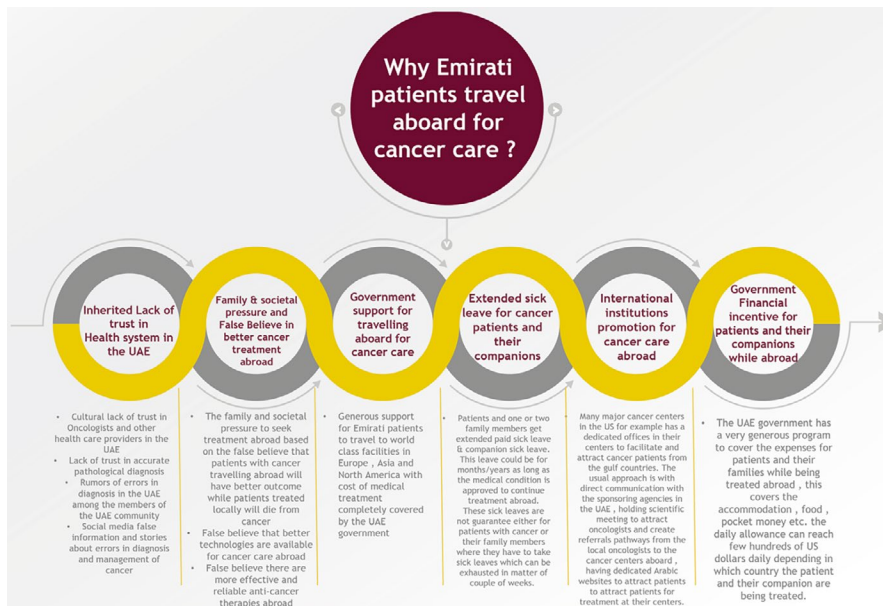 Why Emirati
patients travel
aboard for
cancer care ?
Inherited Lack of
trust in
Health system in
the UAE
Family & societal
pressure and
False Believe in
better cancer
treatment
abroad
Government
support for
travelling
aboard for
cancer care
Extended sick
leave for cancer
patients and
their
companions
International
institutions
promotion for
cancer care
abroad
Government
Financial
incentive for
patients and their
companions
while abroad
• Cultural lack of trust in
Oncologists and other
health care providers in the
UAE
• Lack of trust in accurate
pathological diagnosis
• Rumors of errors in
diagnosis in the UAE
among the members of
the UAE community
• Social media false
information and stories
about errors in diagnosis
and management of
cancer
• The family and societal
pressure to seek
treatment abroad based
on the false believe that
patients with cancer
travelling abroad will
have better outcome
while patients treated
locally will die from
cancer
• False believe that better
technologies are available
for cancer care abroad
• False believe there are
more effective and
reliable anti-cancer
therapies abroad
• Generous support
for Emirati patients
to travel to world
class facilities in
Europe , Asia and
North America with
cost of medical
treatment
completely covered
by the UAE
government
• Patients and one or two
family members get
extended paid sick leave
& companion sick leave.
This leave could be for
months/years as long as
the medical condition is
approved to continue
treatment abroad.
These sick leaves are
not guarantee either for
patients with cancer or
their family members
where they have to take
sick leaves which can be
exhausted in matter of
couple of weeks.
• Many major cancer centers
in the US for example has a
dedicated offices in their
centers to facilitate and
attract cancer patients from
the gulf countries. The
usual approach is with
direct communication with
the sponsoring agencies in
the UAE , holding scientific
meeting to attract
oncologists and create
referrals pathways from the
local oncologists to the
cancer centers aboard ,
having dedicated Arabic
websites to attract patients
to attract patients for
treatment at their centers.
• The UAE government has
a very generous program
to cover the expenses for
patients and their
families while being
treated abroad , this
covers the
accommodation , food ,
pocket money etc. the
daily allowance can reach
few hundreds of US
dollars daily depending in
which country the patient
and their companion are
being treated.